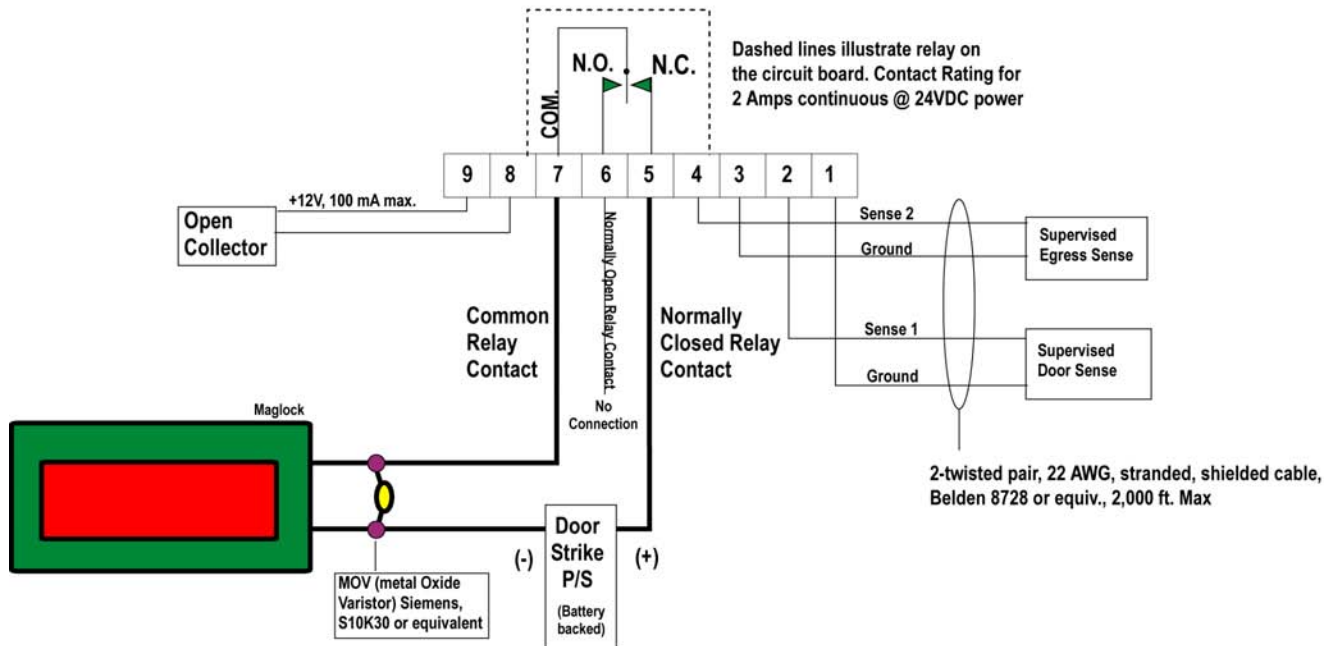 Dashed lines illustrate relay on
the circuit board. Contact Rating for
2 Amps continuous @ 24VDC power
N.O.
N.C.
COM.
9 8 7 6 5 4 3 2 1
+12V, 100 mA max.
Open
Collector
Sense 2
Ground
Supervised
Egress Sense
Sense 1
Ground
Supervised
Door Sense
Common
Relay
Contact
Normally Open Relay Contact
No
Connection
Normally
Closed Relay
Contact
Maglock
2-twisted pair, 22 AWG, stranded, shielded cable,
Belden 8728 or equiv., 2,000 ft. Max
(-)
Door
Strike
P/S
(Battery
backed)
(+)
MOV (metal Oxide
Varistor) Siemens,
S10K30 or equivalent